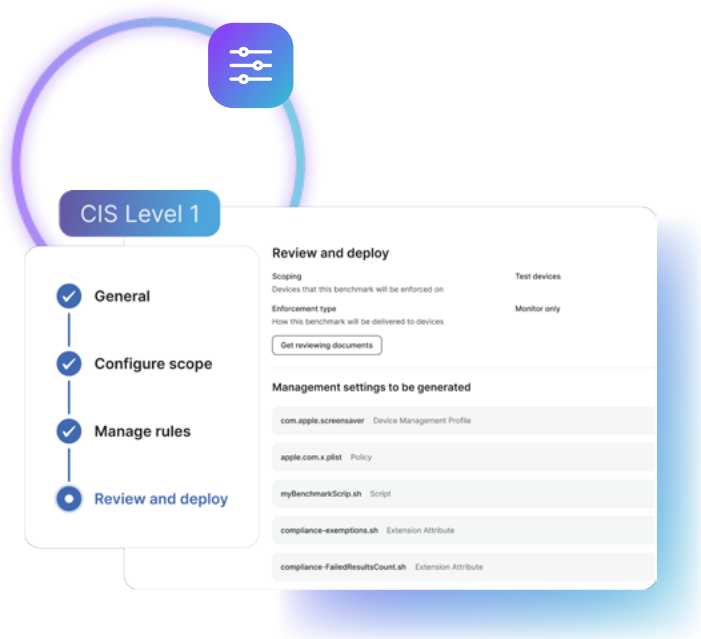 CIS Level 1
General
Configure scope
Manage rules
Review and deploy
Review and deploy
Scoping
Test devices
Devices that this benchmark will be enforced on
Enforcement type
Monitor only
How this benchmark will be delivered to devices
Get reviewing documents
Management settings to be generated
com.apple.screensaver Device Management Profile
apple.com.x.plist Policy
myBenchmarkScrip.sh Script
compliance-exemptions.sh Extension Attribute
compliance-FailedResultsCount.sh Extension Attribute